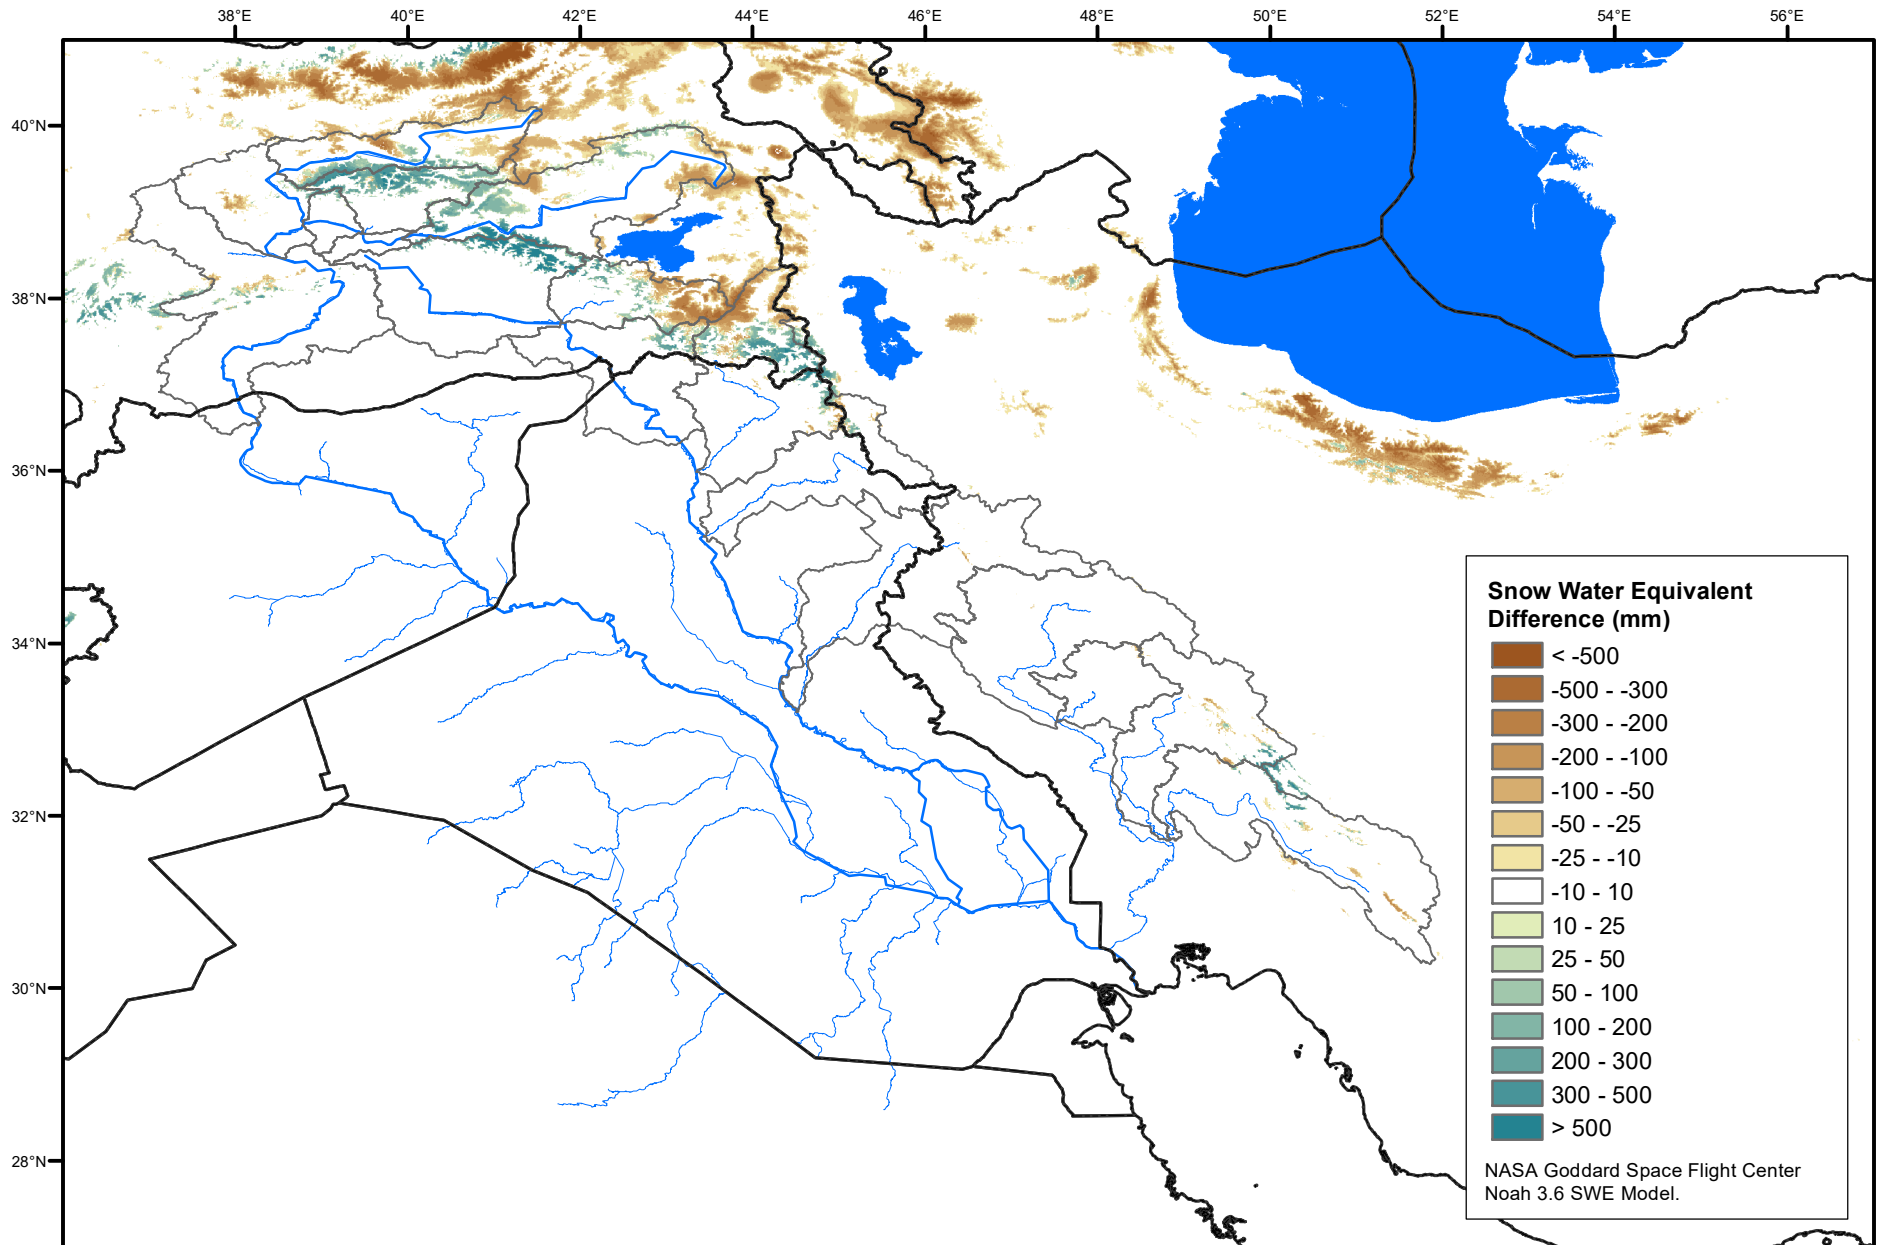 38°E 40°E 42°E 44°E 46°E 48°E 50°E 52°E 54°E 56°E
40°N
38°N
36°N
34°N
32°N
30°N
28°N
Snow Water Equivalent
Difference (mm)
< -500
-500 - -300
-300 - -200
-200 - -100
-100 - -50
-50 - -25
-25 - -10
-10 - 10
10 - 25
25 - 50
50 - 100
100 - 200
200 - 300
300 - 500
> 500
NASA Goddard Space Flight Center
Noah 3.6 SWE Model.